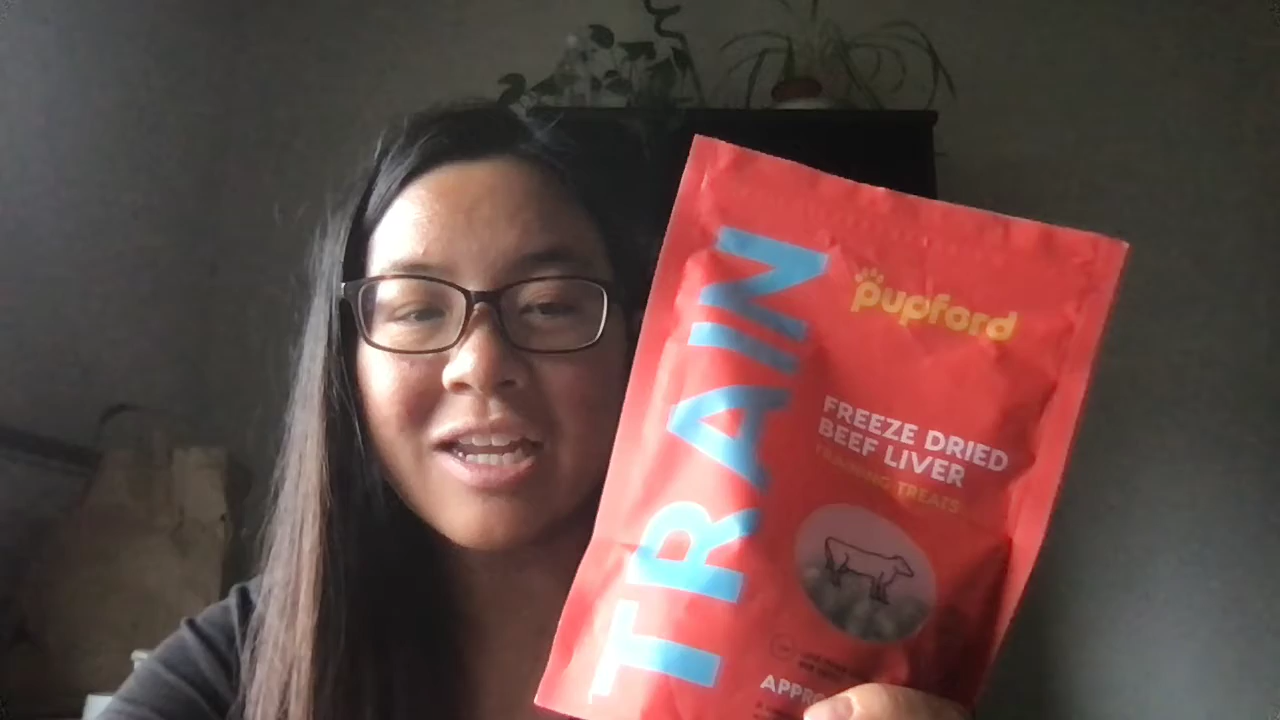 TRAIN
pupford
FREEZE DRIED
BEEF LIVER
TRAINING TREATS